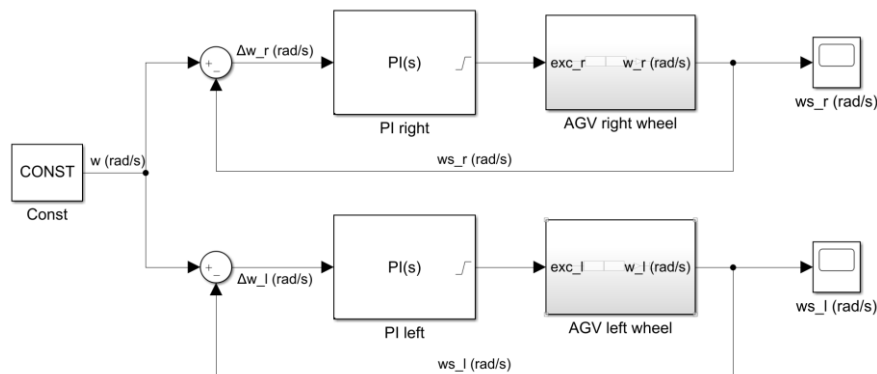 Δw_r (rad/s)
PI(s)
exc_r
w_r (rad/s)
PI right
AGV right wheel
ws_r (rad/s)
ws_r (rad/s)
w (rad/s)
CONST
Const
Δw_l (rad/s)
PI(s)
exc_l
w_l (rad/s)
PI left
AGV left wheel
ws_l (rad/s)
ws_l (rad/s)